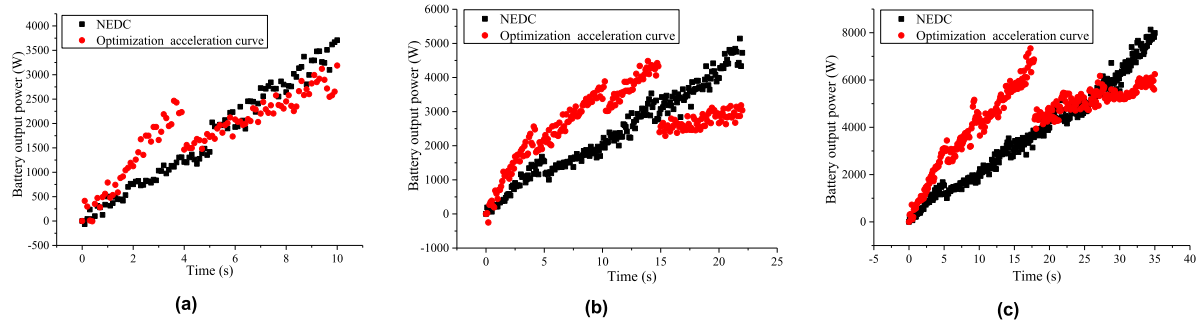 NEDC
Optimization acceleration curve
Battery output power (W)
4000
3500
3000
2500
2000
1500
1000
500
0
-500
0 2 4 6 8 10
Time (s)
(a)
NEDC
Optimization acceleration curve
Battery output power (W)
6000
5000
4000
3000
2000
1000
0
-1000
0 5 10 15 20 25
Time (s)
(b)
NEDC
Optimization acceleration curve
Battery output power (W)
8000
6000
4000
2000
0
-5 0 5 10 15 20 25 30 35 40
Time (s)
(c)